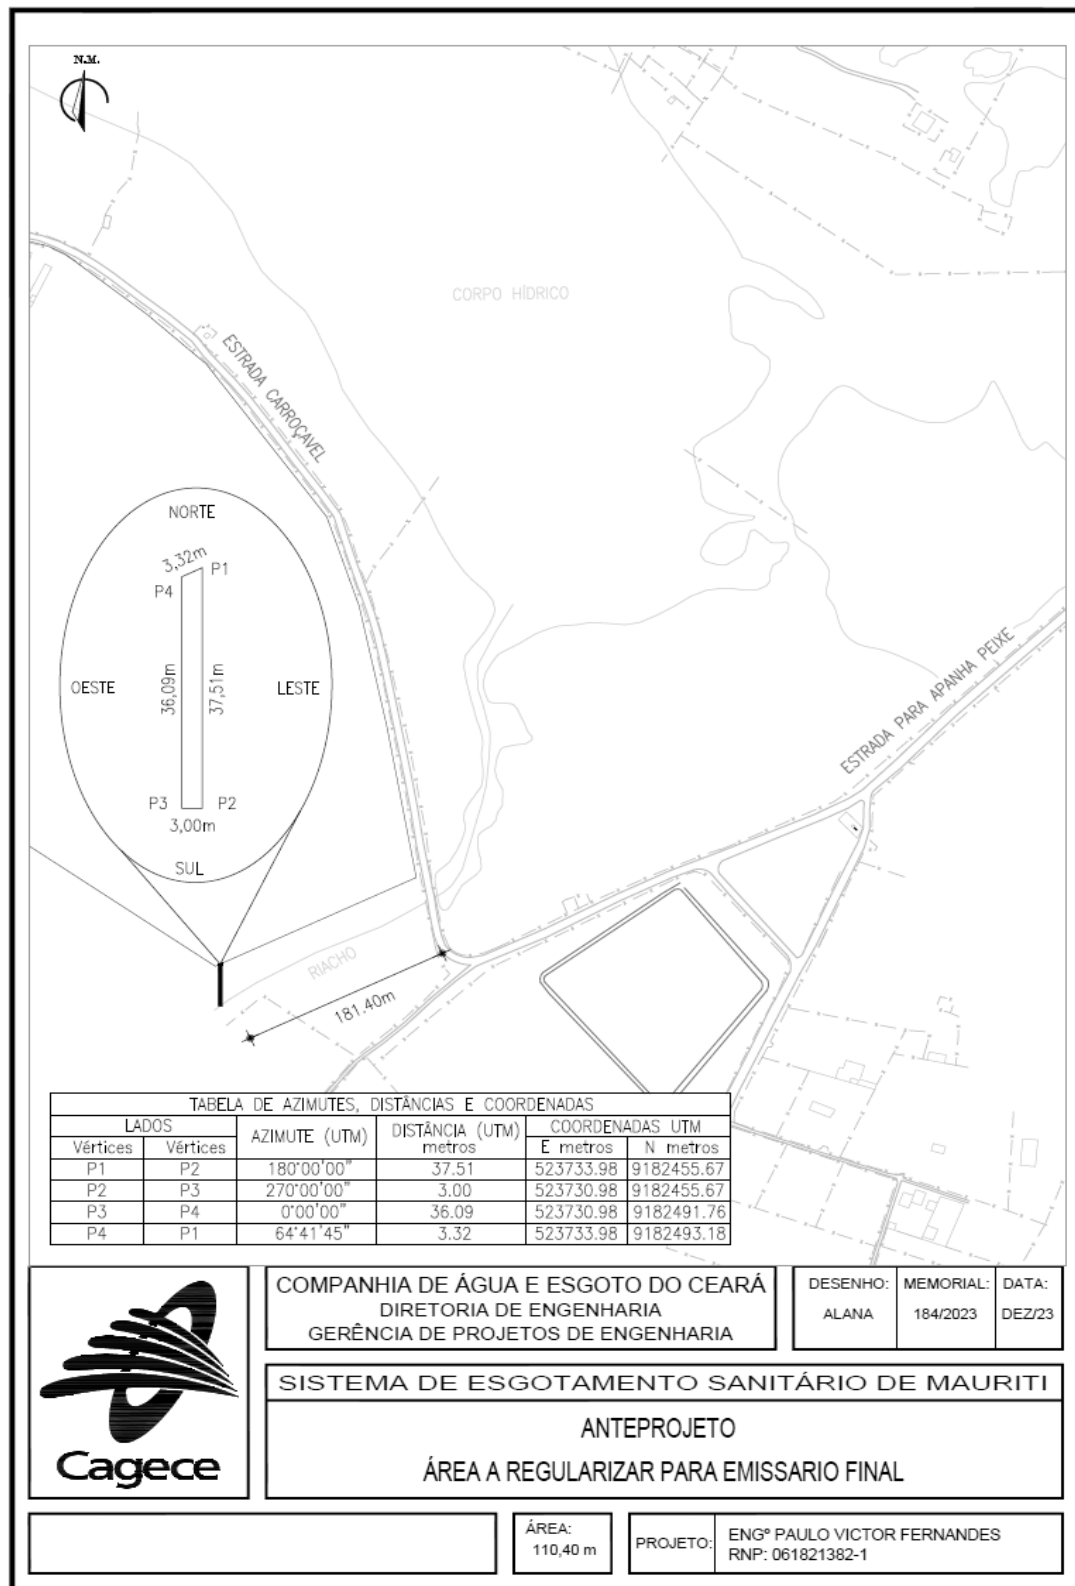 N.M.
CORPO HÍDRICO
ESTRADA CARROÇAVEL
NORTE
3,32m
P1
P4
OESTE
36,09m
37,51m
LESTE
P3
P2
3,00m
SUL
ESTRADA PARA APANHA PEIXE
RIACHO
181.40m
TABELA DE AZIMUTES, DISTÂNCIAS E COORDENADAS
LADOS AZIMUTE (UTM) DISTÂNCIA (UTM) metros COORDENADAS UTM
Vértices Vértices E metros N metros
P1 P2 180°00'00" 37.51 523733.98 9182455.67
P2 P3 270°00'00" 3.00 523730.98 9182455.67
P3 P4 0°00'00" 36.09 523730.98 9182491.76
P4 P1 64°41'45" 3.32 523733.98 9182493.18
Cagece
COMPANHIA DE ÁGUA E ESGOTO DO CEARÁ
DIRETORIA DE ENGENHARIA
GERÊNCIA DE PROJETOS DE ENGENHARIA
DESENHO: MEMORIAL: DATA:
ALANA 184/2023 DEZ/23
SISTEMA DE ESGOTAMENTO SANITÁRIO DE MAURITI
ANTEPROJETO
ÁREA A REGULARIZAR PARA EMISSARIO FINAL
ÁREA:
110,40 m
PROJETO:
ENGº PAULO VICTOR FERNANDES
RNP: 061821382-1